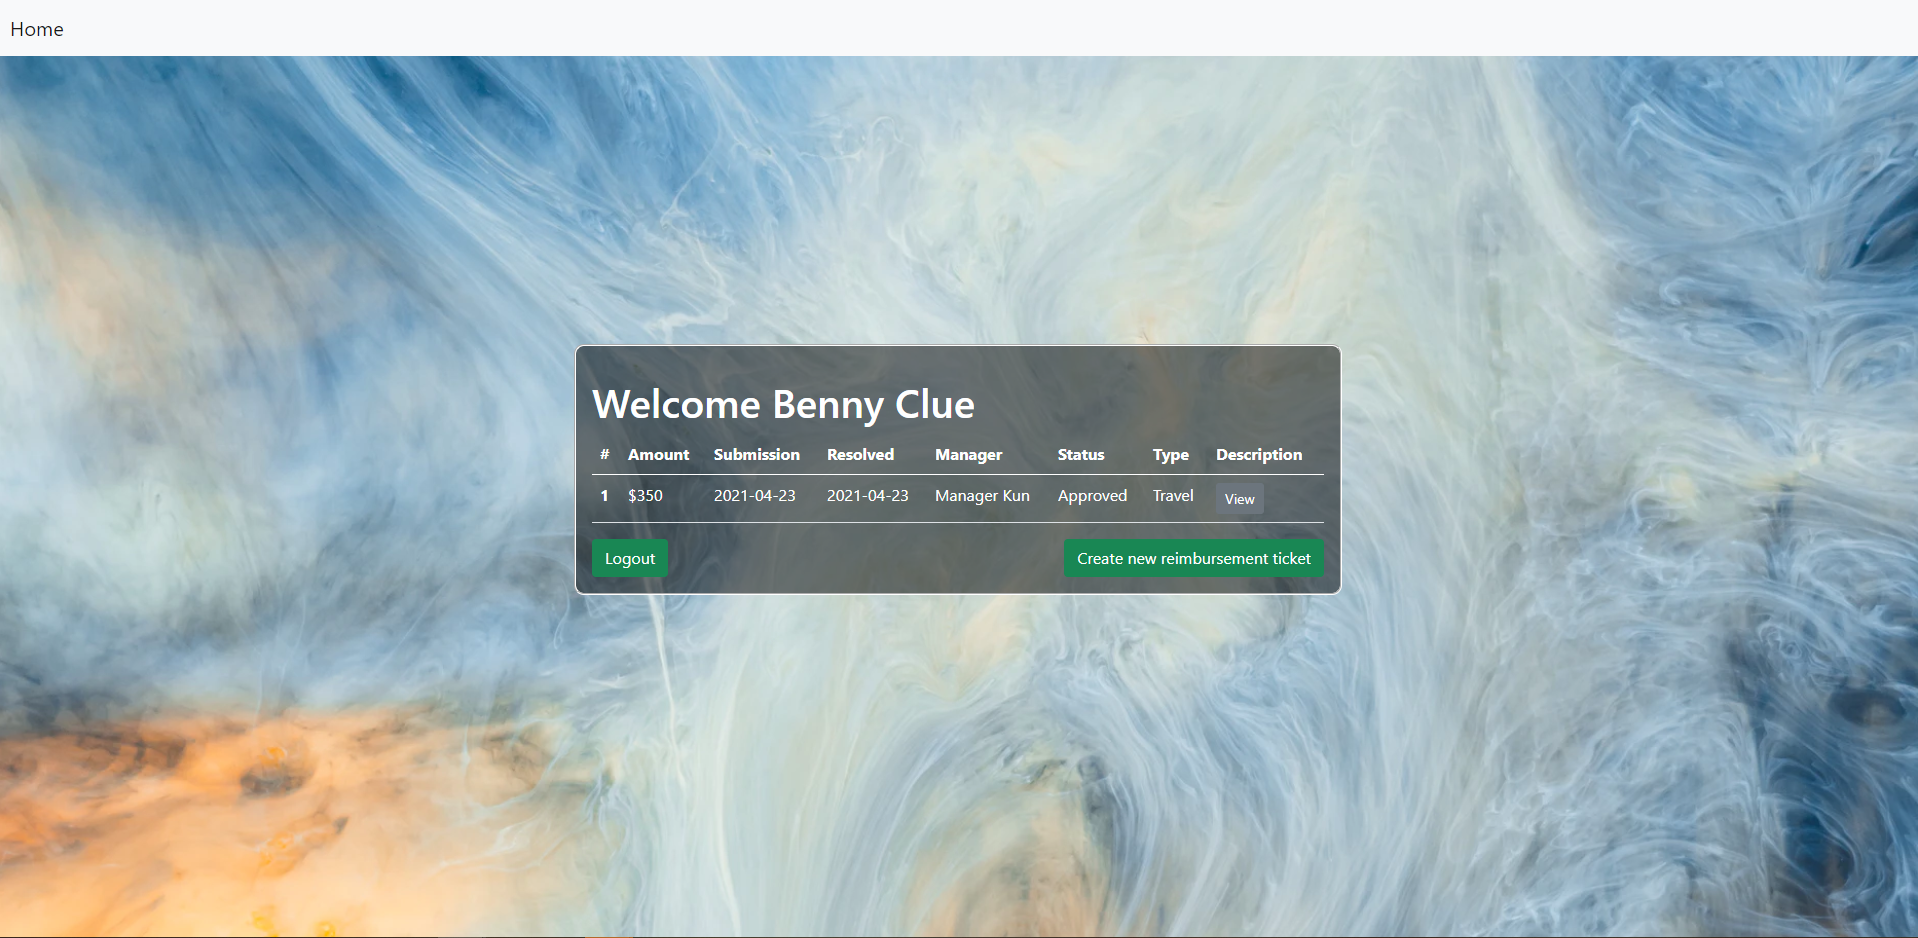 Home
Welcome Benny Clue
# Amount Submission Resolved Manager Status Type Description
1 $350 2021-04-23 2021-04-23 Manager Kun Approved Travel View
Logout Create new reimbursement ticket